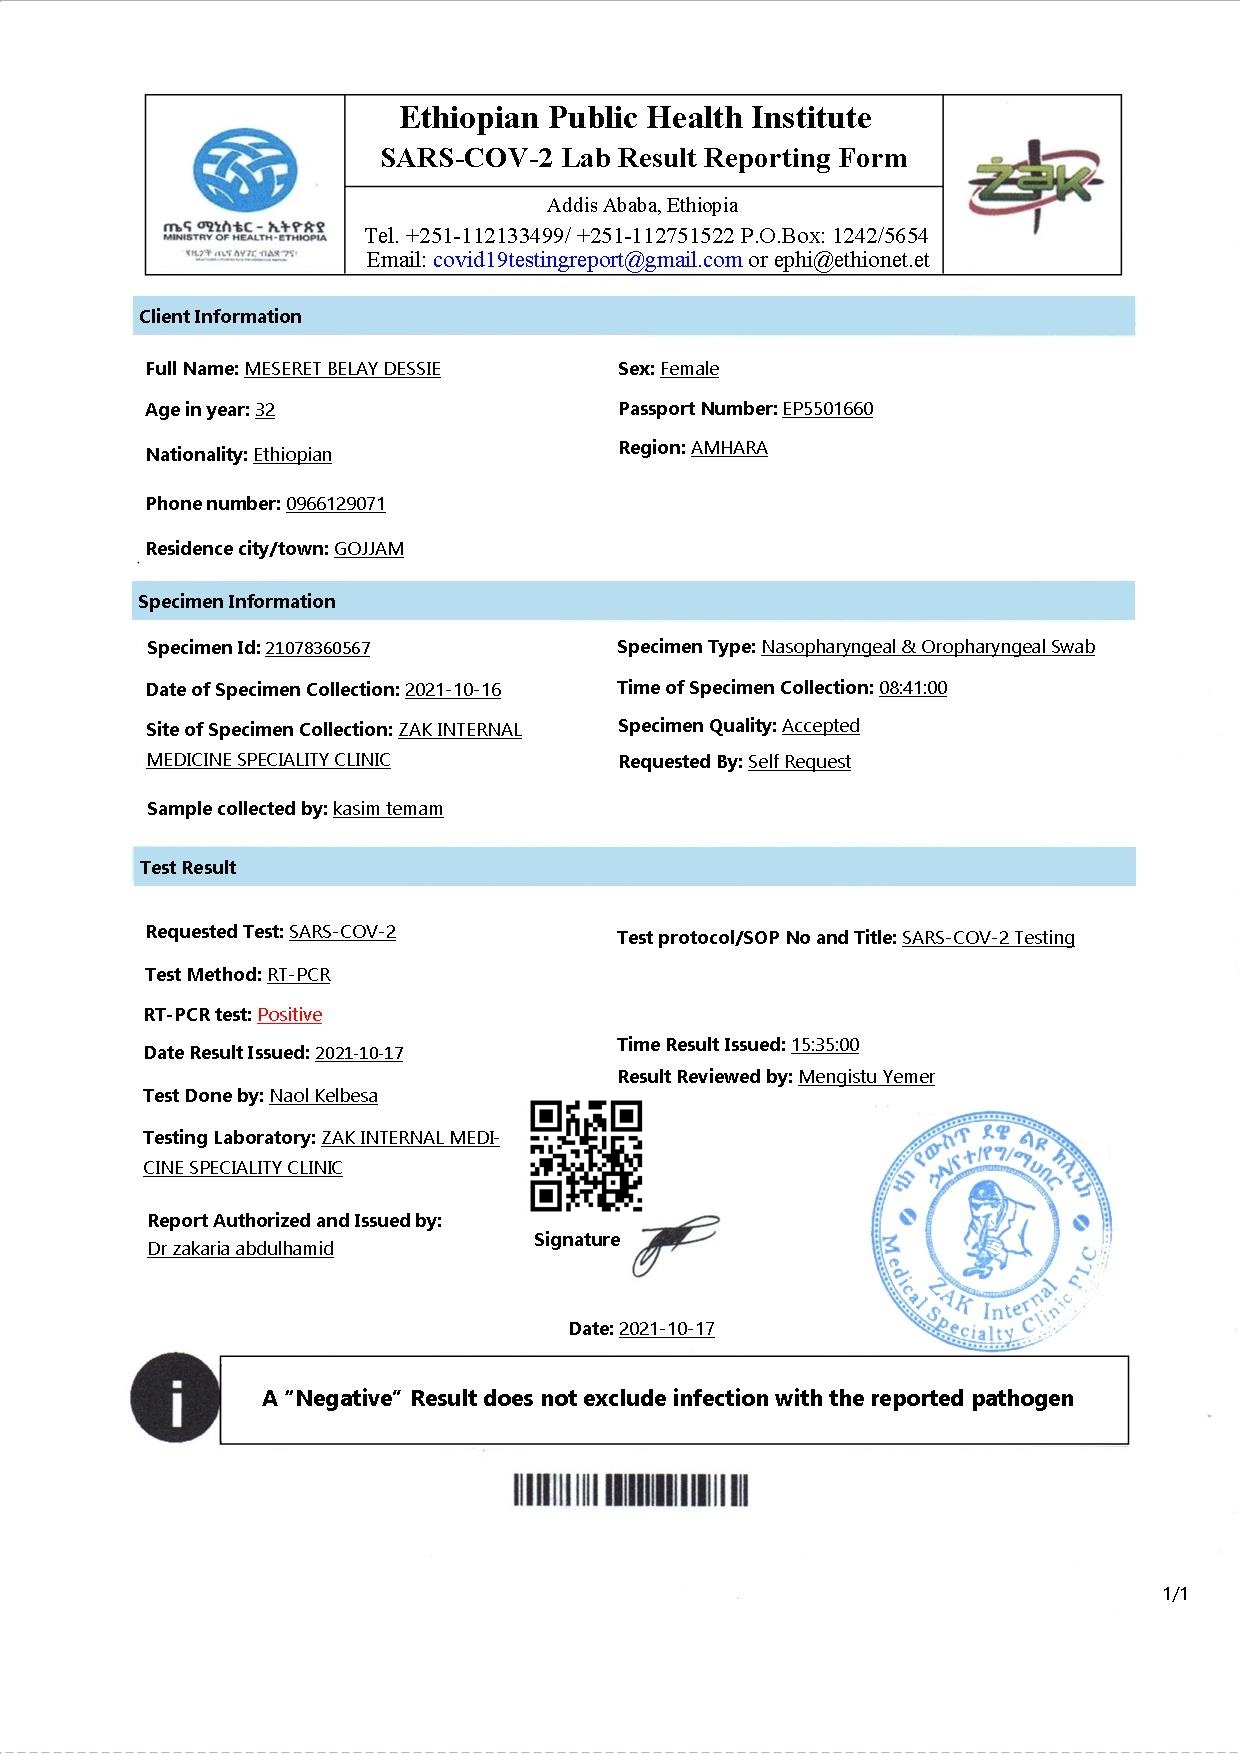 Ethiopian Public Health Institute
SARS-COV-2 Lab Result Reporting Form
ጤና ሚኒስቴር - ኢትዮጵያ
MINISTRY OF HEALTH-ETHIOPIA
የዜጎች ጤና ለሃገር ብልጽግና!
żak
Addis Ababa, Ethiopia
Tel. +251-112133499/ +251-112751522 P.O.Box: 1242/5654
Email: covid19testingreport@gmail.com or ephi@ethionet.et
Client Information
Full Name: MESERET BELAY DESSIE
Sex: Female
Age in year: 32
Passport Number: EP5501660
Nationality: Ethiopian
Region: AMHARA
Phone number: 0966129071
Residence city/town: GOJJAM
Specimen Information
Specimen Id: 21078360567
Specimen Type: Nasopharyngeal & Oropharyngeal Swab
Date of Specimen Collection: 2021-10-16
Time of Specimen Collection: 08:41:00
Site of Specimen Collection: ZAK INTERNAL
MEDICINE SPECIALITY CLINIC
Specimen Quality: Accepted
Requested By: Self Request
Sample collected by: kasim temam
Test Result
Requested Test: SARS-COV-2
Test protocol/SOP No and Title: SARS-COV-2 Testing
Test Method: RT-PCR
RT-PCR test: Positive
Date Result Issued: 2021-10-17
Time Result Issued: 15:35:00
Result Reviewed by: Mengistu Yemer
Test Done by: Naol Kelbesa
Testing Laboratory: ZAK INTERNAL MEDI-
CINE SPECIALITY CLINIC
Report Authorized and Issued by:
Dr zakaria abdulhamid
Signature
ዛክ የውስጥ ደዌ ልዩ ክሊኒክ
ኃላ/የተ/የግ/ማህበር
ZAK Internal
Medical Specialty Clinic PLC
Date: 2021-10-17
i
A "Negative" Result does not exclude infection with the reported pathogen
1/1